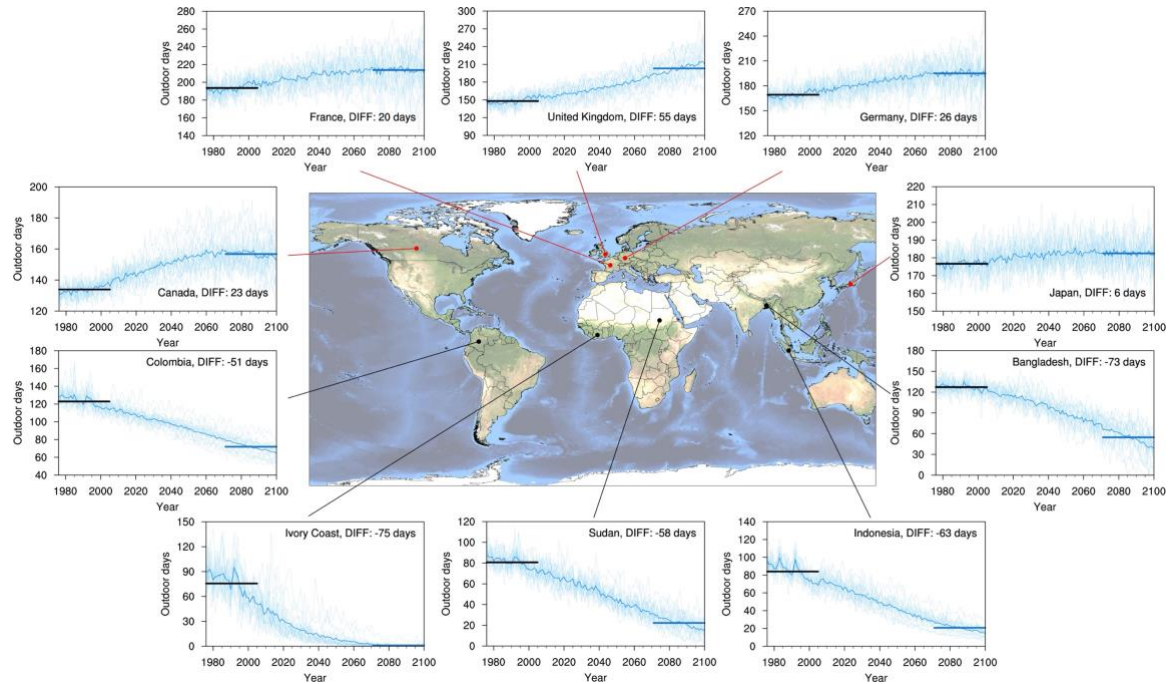 280
260
240
220
200
180
160
140
Outdoor days
France, DIFF: 20 days
1980 2000 2020 2040 2060 2080 2100
Year
300
270
240
210
180
150
120
90
Outdoor days
United Kingdom, DIFF: 55 days
1980 2000 2020 2040 2060 2080 2100
Year
270
240
210
180
150
120
Outdoor days
Germany, DIFF: 26 days
1980 2000 2020 2040 2060 2080 2100
Year
200
180
160
140
120
Outdoor days
Canada, DIFF: 23 days
1980 2000 2020 2040 2060 2080 2100
Year
220
210
200
190
180
170
160
150
Outdoor days
Japan, DIFF: 6 days
1980 2000 2020 2040 2060 2080 2100
Year
180
160
140
120
100
80
60
40
Outdoor days
Colombia, DIFF: -51 days
1980 2000 2020 2040 2060 2080 2100
Year
180
150
120
90
60
30
0
Outdoor days
Bangladesh, DIFF: -73 days
1980 2000 2020 2040 2060 2080 2100
Year
150
120
90
60
30
0
Outdoor days
Ivory Coast, DIFF: -75 days
1980 2000 2020 2040 2060 2080 2100
Year
120
100
80
60
40
20
0
Outdoor days
Sudan, DIFF: -58 days
1980 2000 2020 2040 2060 2080 2100
Year
140
120
100
80
60
40
20
0
Outdoor days
Indonesia, DIFF: -63 days
1980 2000 2020 2040 2060 2080 2100
Year